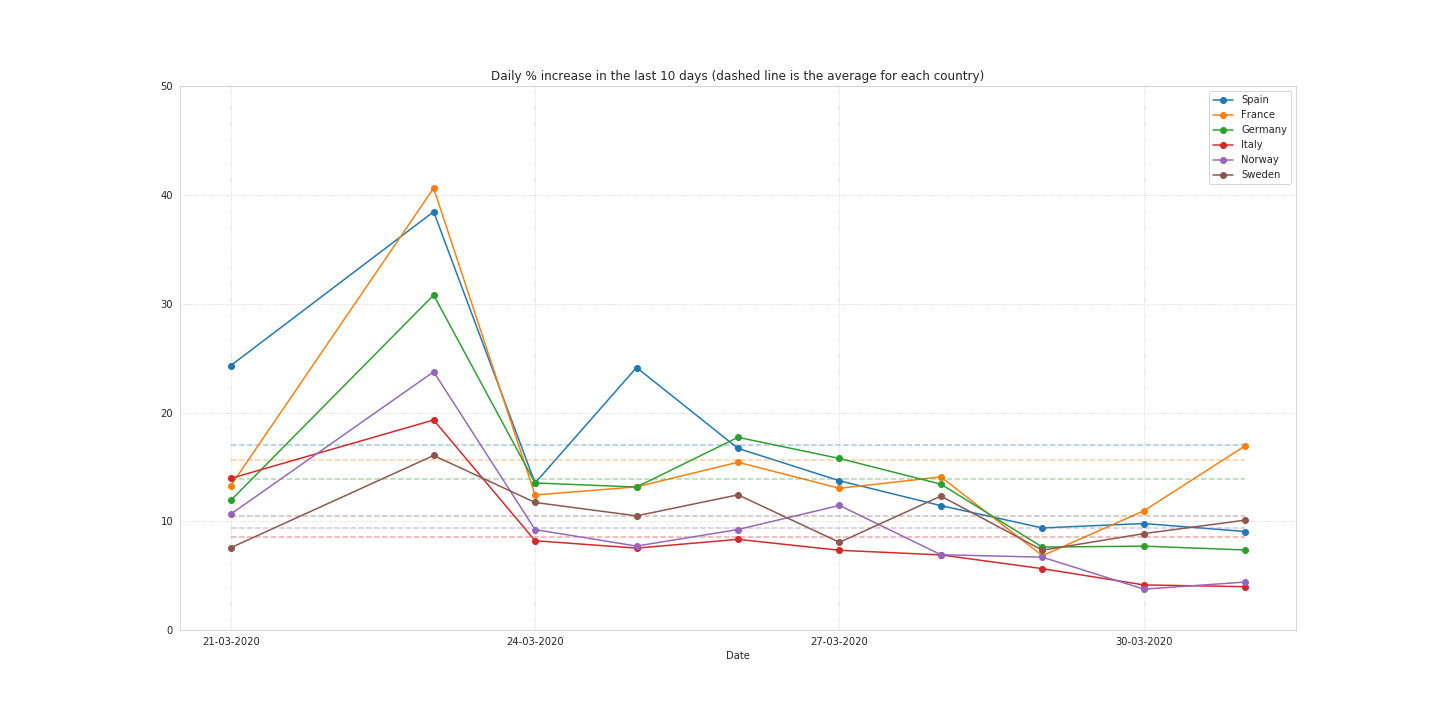 Daily % increase in the last 10 days (dashed line is the average for each country)
50
40
30
20
10
0
Spain
France
Germany
Italy
Norway
Sweden
21-03-2020 24-03-2020 27-03-2020 30-03-2020
Date